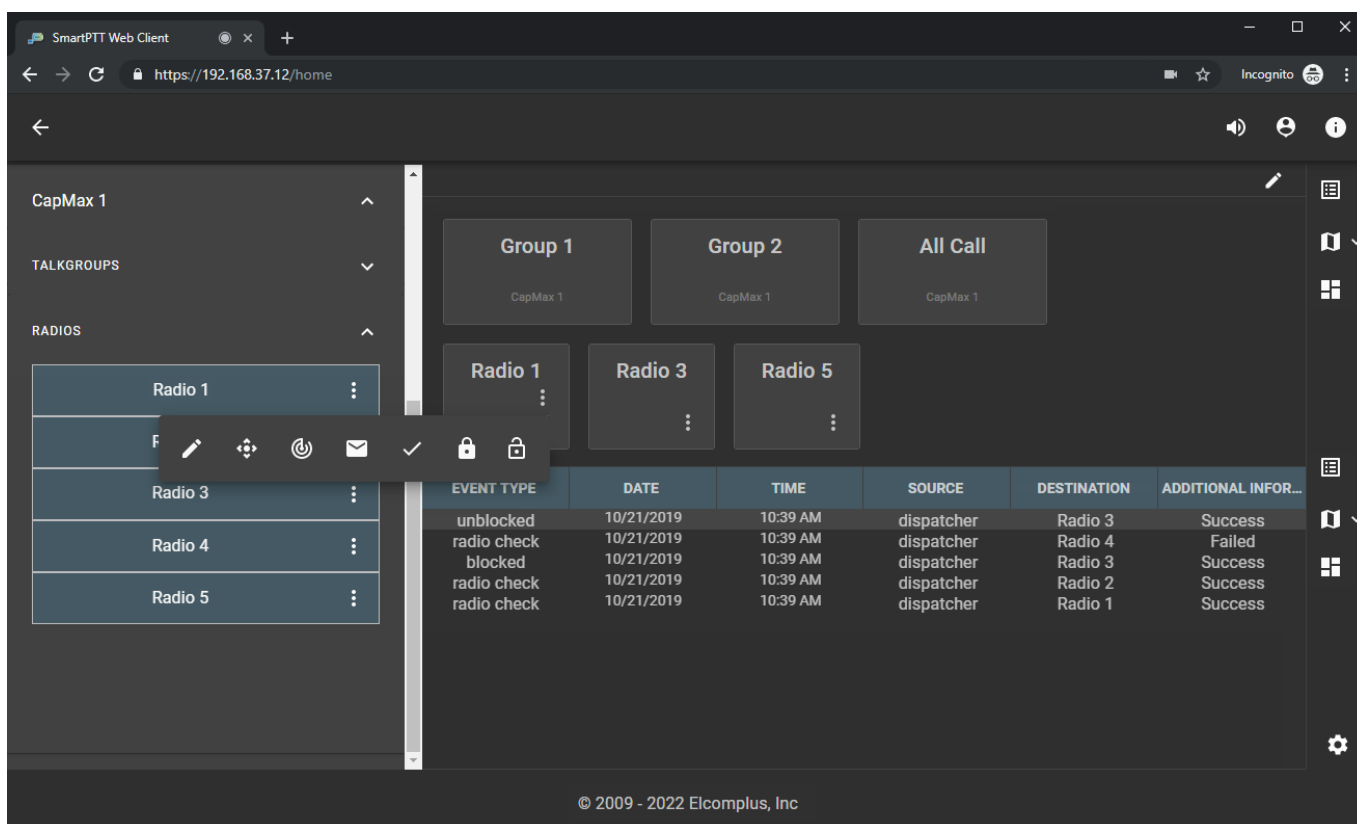 SmartPTT Web Client
https://192.168.37.12/home
Incognito
CapMax 1
TALKGROUPS
RADIOS
Radio 1
Radio 3
Radio 4
Radio 5
Group 1
CapMax 1
Group 2
CapMax 1
All Call
CapMax 1
Radio 1
Radio 3
Radio 5
EVENT TYPE DATE TIME SOURCE DESTINATION ADDITIONAL INFOR...
unblocked 10/21/2019 10:39 AM dispatcher Radio 3 Success
radio check 10/21/2019 10:39 AM dispatcher Radio 4 Failed
blocked 10/21/2019 10:39 AM dispatcher Radio 3 Success
radio check 10/21/2019 10:39 AM dispatcher Radio 2 Success
radio check 10/21/2019 10:39 AM dispatcher Radio 1 Success
© 2009 - 2022 Elcomplus, Inc